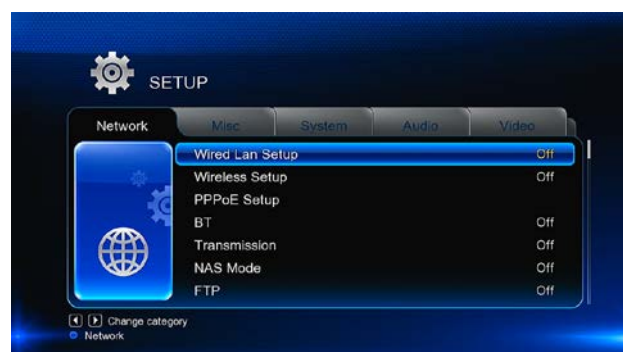 SETUP
Network Misc System Audio Video
Wired Lan Setup Off
Wireless Setup Off
PPPoE Setup
BT Off
Transmission Off
NAS Mode Off
FTP Off
Change category
Network